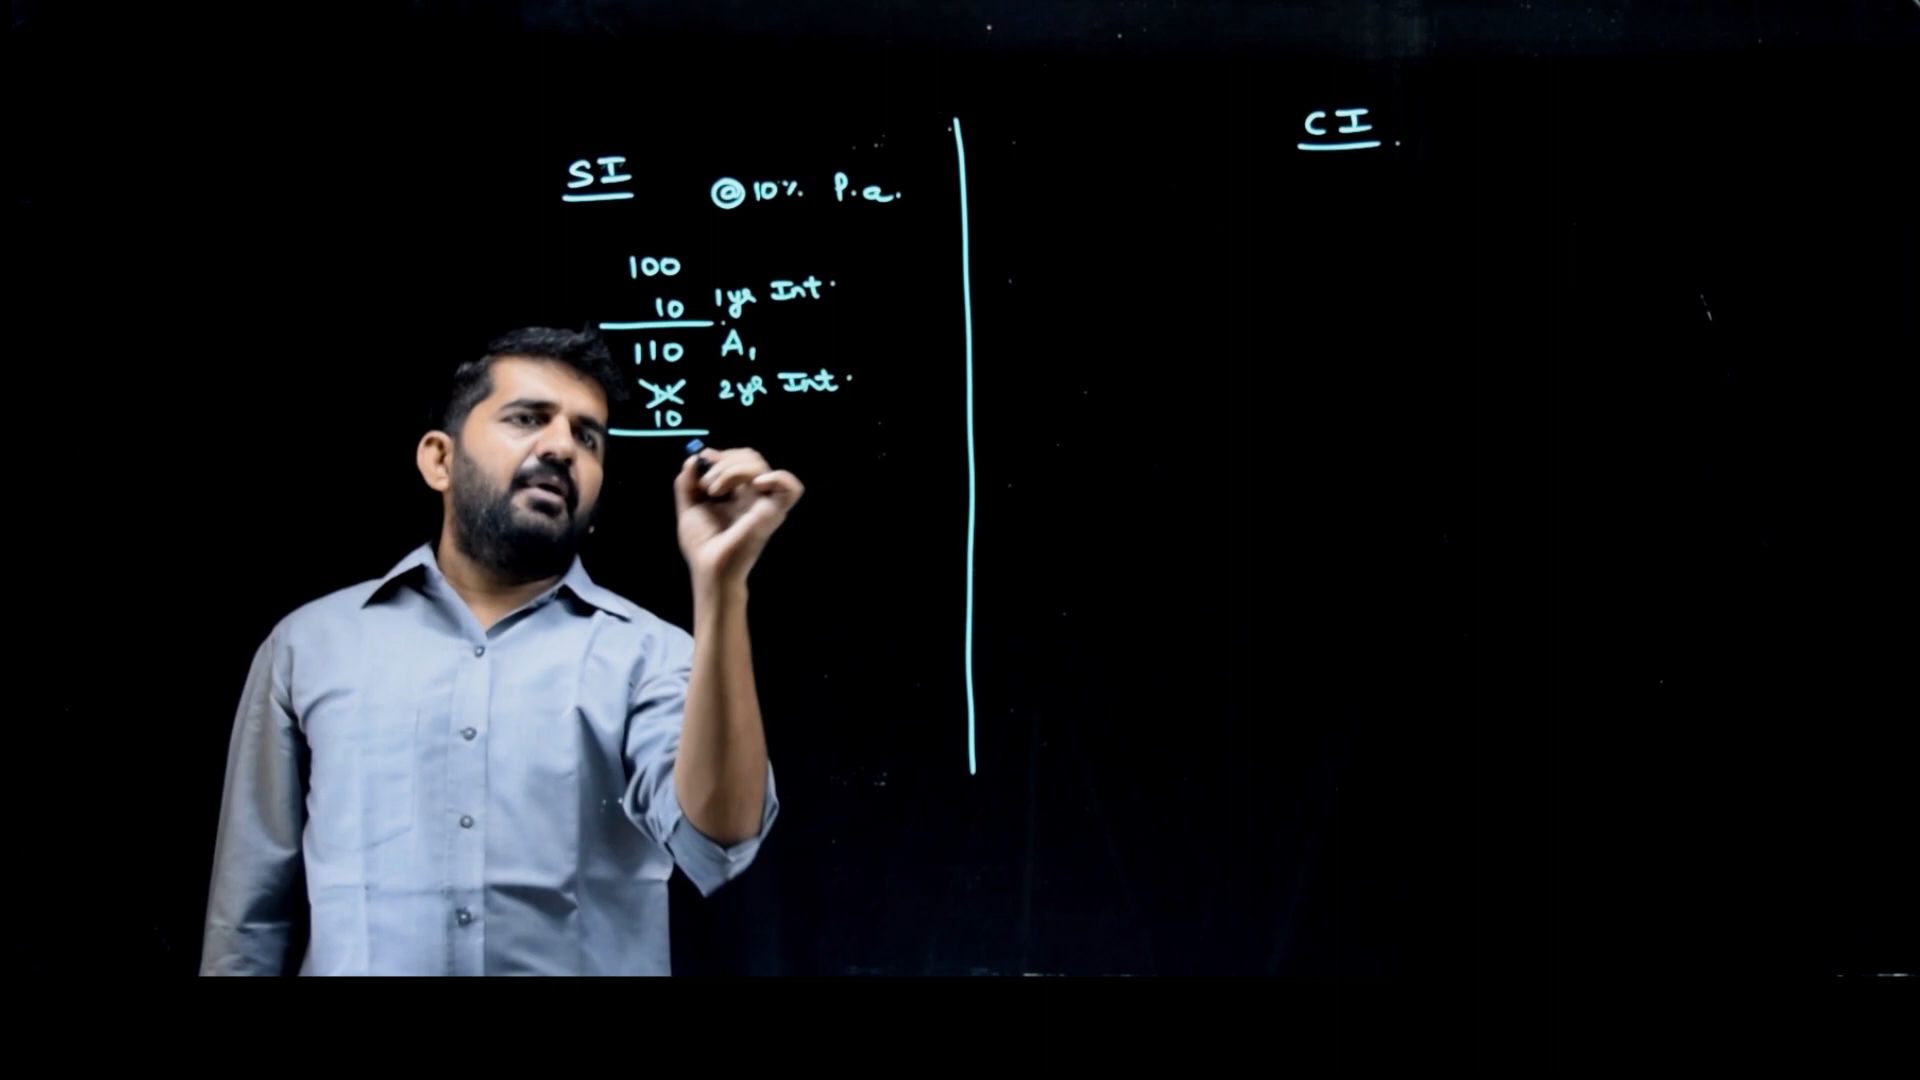 SI @ 10% P.a.
100
10 1yr Int.
110 A1
2yr Int.
10
CI.